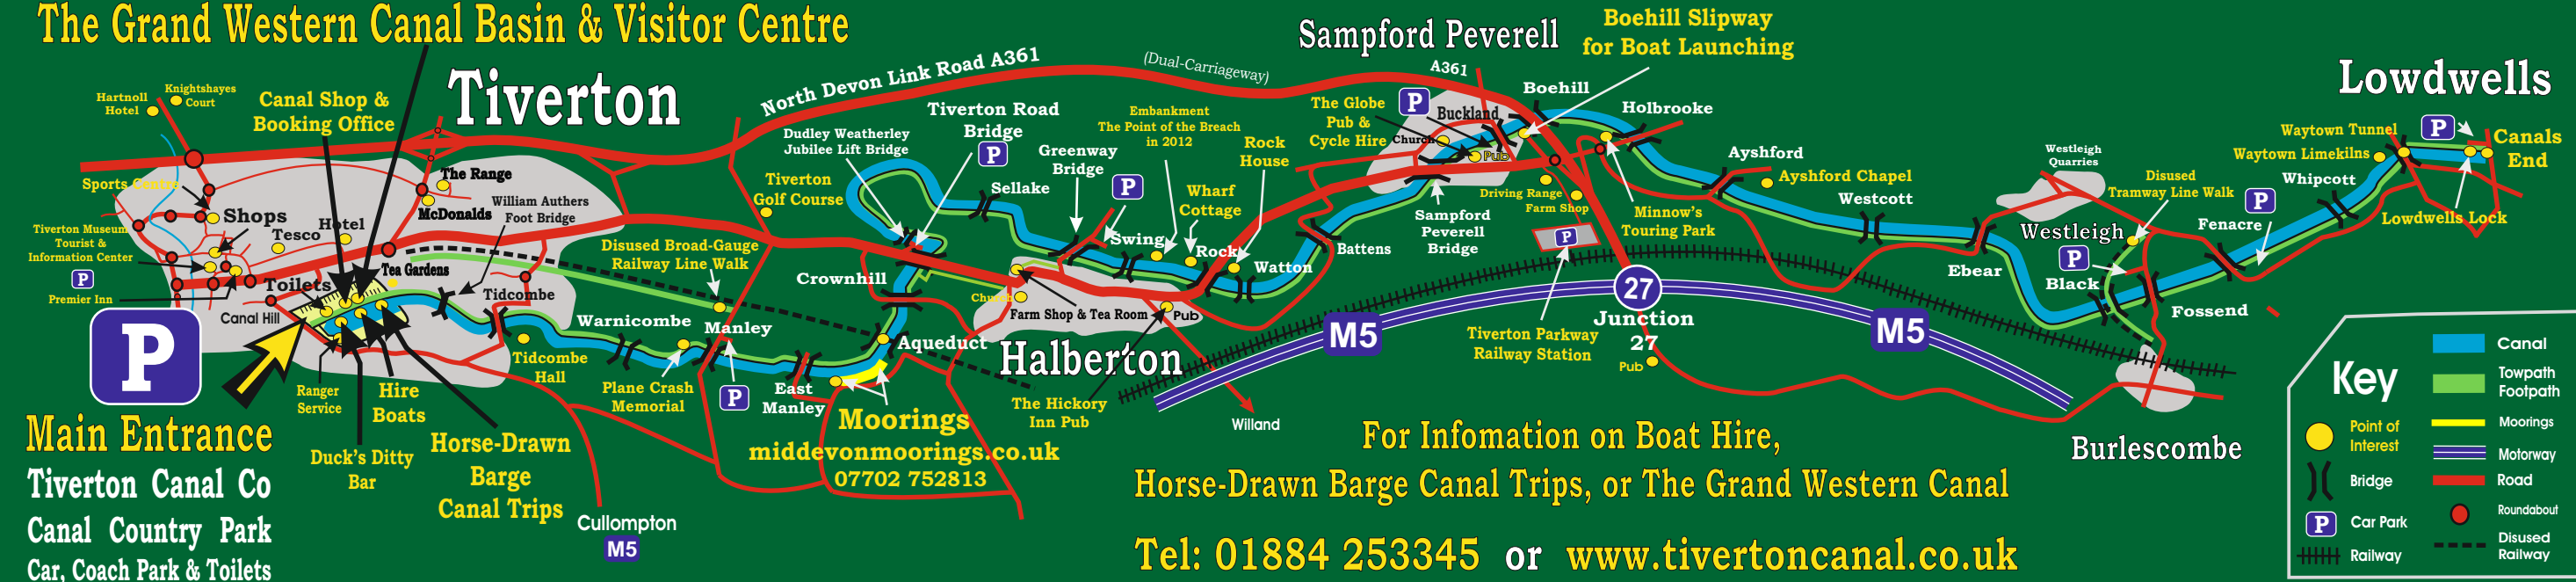 The Grand Western Canal Basin & Visitor Centre
Hartnoll
Hotel
Knightshayes
Court
Canal Shop &
Booking Office
Tiverton
The Range
McDonalds
Sports Centre
Shops
Hotel
Tesco
William Authers
Foot Bridge
Tiverton Museum
Tourist &
Information Center
P
Premier Inn
Toilets
Tea Gardens
Canal Hill
Tidcombe
P
Main Entrance
Tiverton Canal Co
Canal Country Park
Car, Coach Park & Toilets
Ranger
Service
Hire
Boats
Duck's Ditty
Bar
Horse-Drawn
Barge
Canal Trips
Tidcombe
Hall
Warnicombe
Plane Crash
Memorial
Manley
P
Cullompton
M5
Disused Broad-Gauge
Railway Line Walk
Tiverton
Golf Course
North Devon Link Road A361
(Dual-Carriageway)
Dudley Weatherley
Jubilee Lift Bridge
Tiverton Road
Bridge
P
Sellake
Greenway
Bridge
P
Embankment
The Point of the Breach
in 2012
Swing
Wharf
Cottage
Rock
House
Rock
Watton
Battens
Crownhill
Church
Farm Shop & Tea Room
Pub
Halberton
Aqueduct
East
Manley
Moorings
middevonmoorings.co.uk
07702 752813
The Hickory
Inn Pub
Willand
Sampford Peverell
A361
The Globe
Pub &
Cycle Hire
P
Buckland
Church
Pub
Boehill Slipway
for Boat Launching
Boehill
Holbrooke
Sampford
Peverell
Bridge
Driving Range
Farm Shop
Minnow's
Touring Park
P
Tiverton Parkway
Railway Station
M5
27
Junction
27
Pub
M5
Ayshford
Ayshford Chapel
Westcott
Ebear
Westleigh
Quarries
Westleigh
P
Black
Disused
Tramway Line Walk
Fossend
Fenacre
P
Whipcott
Burlescombe
Lowdwells
Waytown Tunnel
Waytown Limekilns
P
Canals
End
Lowdwells Lock
For Infomation on Boat Hire,
Horse-Drawn Barge Canal Trips, or The Grand Western Canal
Tel: 01884 253345 or www.tivertoncanal.co.uk
Key
Point of
Interest
Bridge
P
Car Park
Railway
Canal
Towpath
Footpath
Moorings
Motorway
Road
Roundabout
Disused
Railway